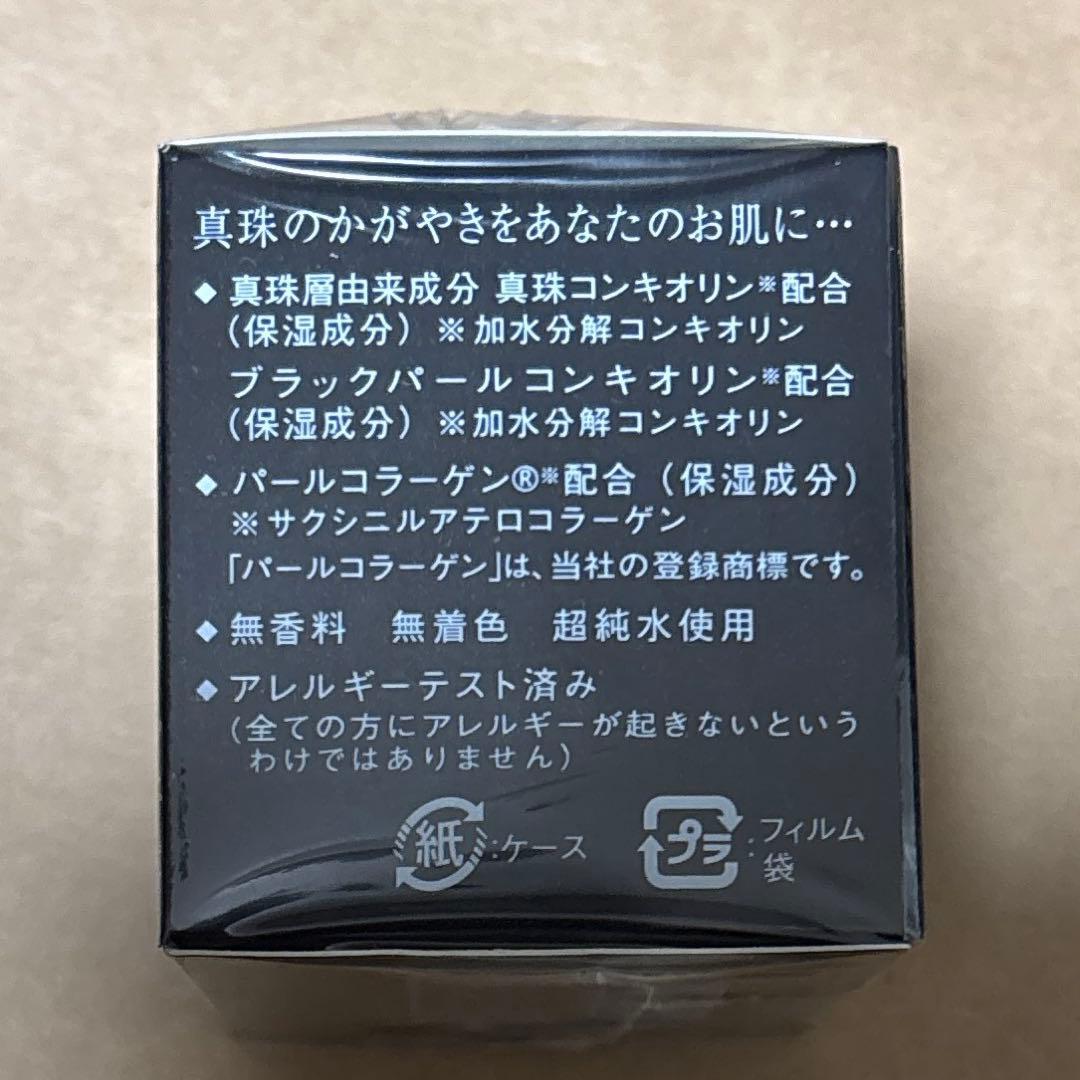 真珠のかがやきをあなたのお肌に…
◆ 真珠層由来成分 真珠コンキオリン※配合
(保湿成分) ※加水分解コンキオリン
ブラックパールコンキオリン※配合
(保湿成分) ※加水分解コンキオリン
◆ パールコラーゲン®※配合 (保湿成分)
※サクシニルアテロコラーゲン
「パールコラーゲン」は、当社の登録商標です。
◆ 無香料 無着色 超純水使用
◆ アレルギーテスト済み
(全ての方にアレルギーが起きないという
わけではありません)
紙:ケース
プラ:フィルム
袋